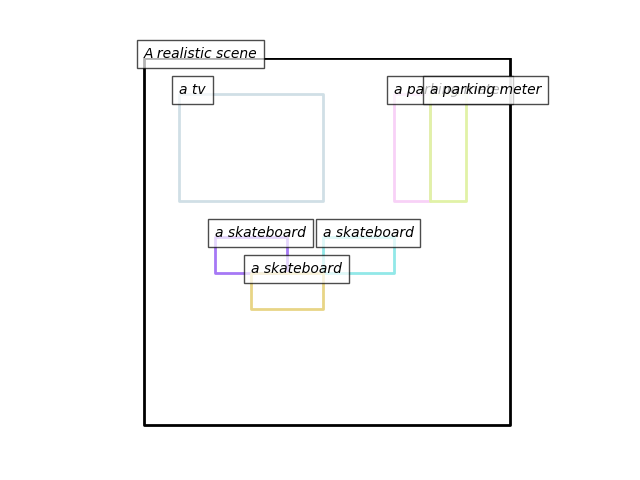 A realistic scene
a tv
a parking meter
a parking meter
a skateboard
a skateboard
a skateboard